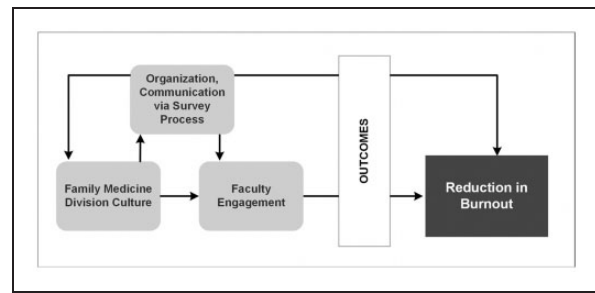 Organization,
Communication
via Survey
Process
Family Medicine
Division Culture
Faculty
Engagement
OUTCOMES
Reduction in
Burnout